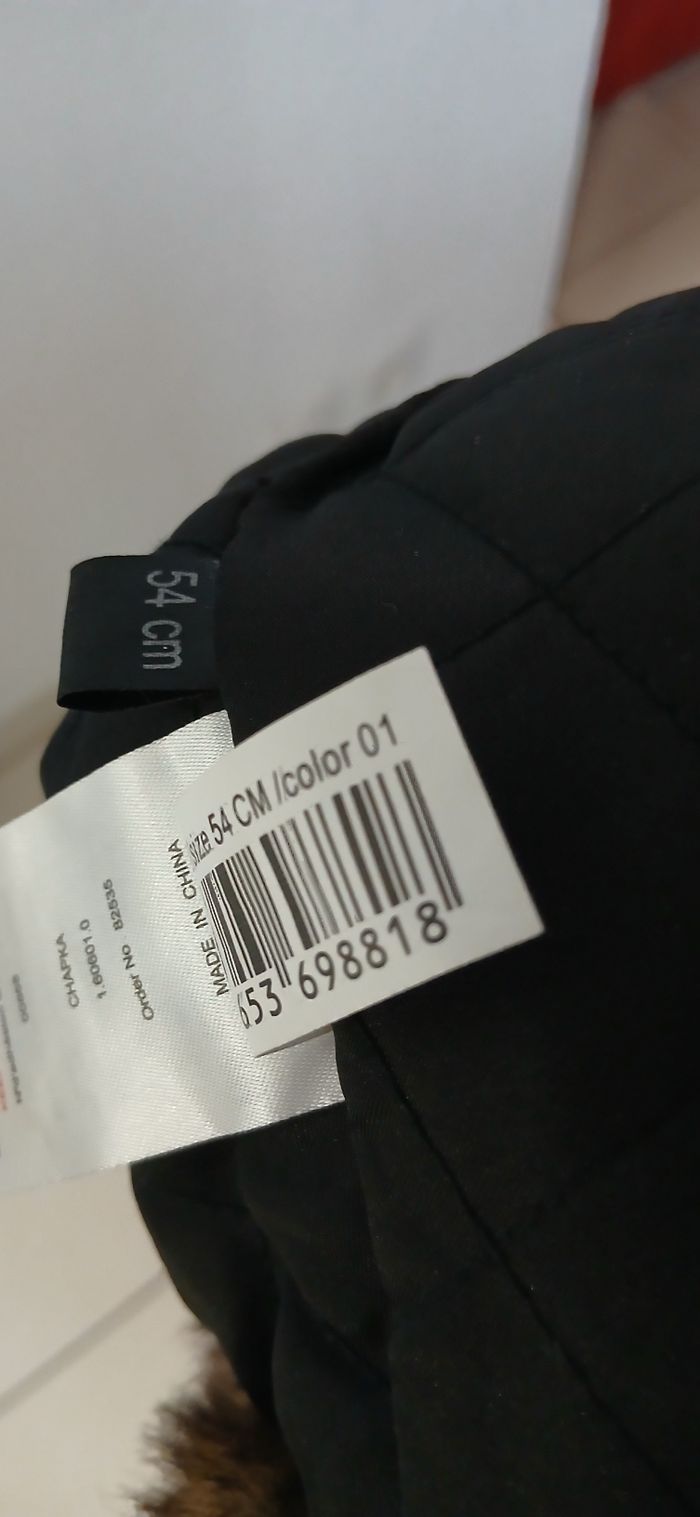 54 cm
size 54 CM /color 01
653 698818
MADE IN CHINA
Order No 82535
1.60601.0
CHAPKA